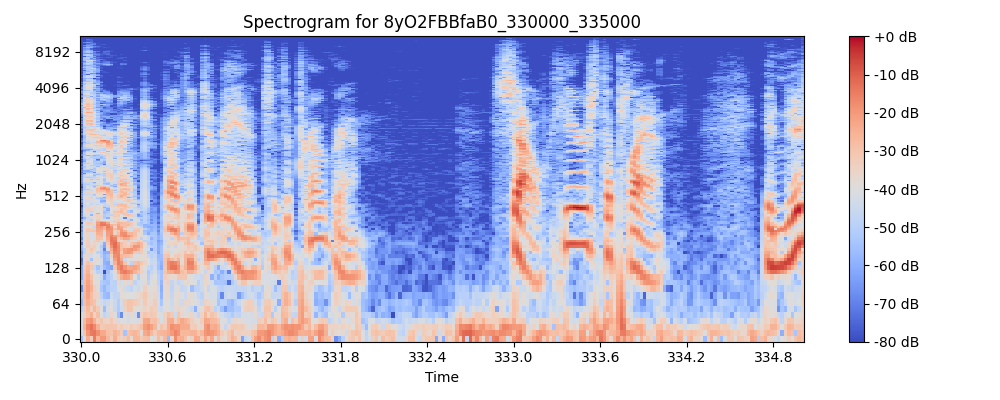 Spectrogram for 8yO2FBBfaB0_330000_335000
Hz
8192
4096
2048
1024
512
256
128
64
0
330.0 330.6 331.2 331.8 332.4 333.0 333.6 334.2 334.8
Time
+0 dB
-10 dB
-20 dB
-30 dB
-40 dB
-50 dB
-60 dB
-70 dB
-80 dB